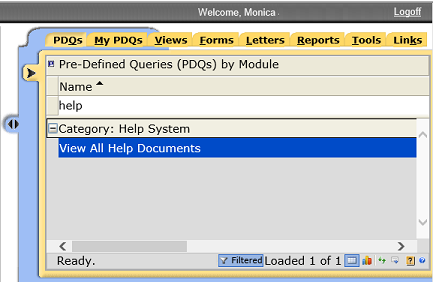 Welcome, Monica Logoff
PDQs My PDQs Views Forms Letters Reports Tools Links
Pre-Defined Queries (PDQs) by Module
Name
help
Category: Help System
View All Help Documents
Ready. Filtered Loaded 1 of 1